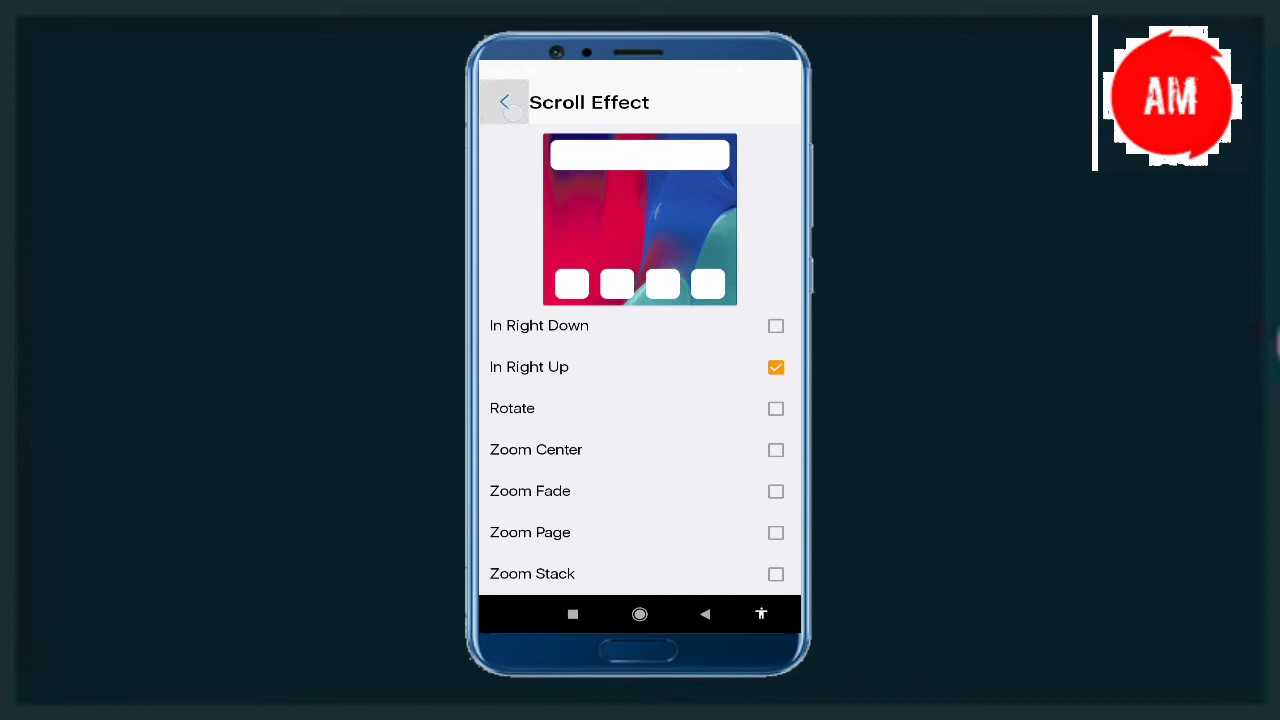 AM
Scroll Effect
In Right Down
In Right Up
Rotate
Zoom Center
Zoom Fade
Zoom Page
Zoom Stack